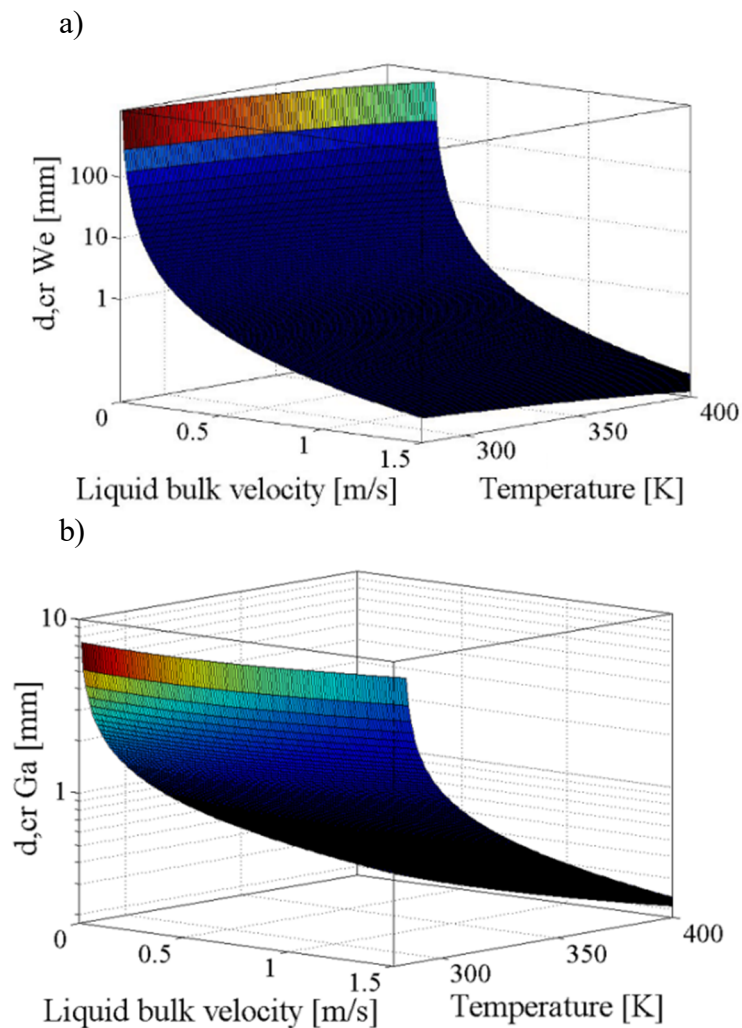 a)
d,cr We [mm]
100
10
1
0
0.5
1
1.5
300
350
400
Liquid bulk velocity [m/s]
Temperature [K]
b)
d,cr Ga [mm]
10
1
0
0.5
1
1.5
300
350
400
Liquid bulk velocity [m/s]
Temperature [K]